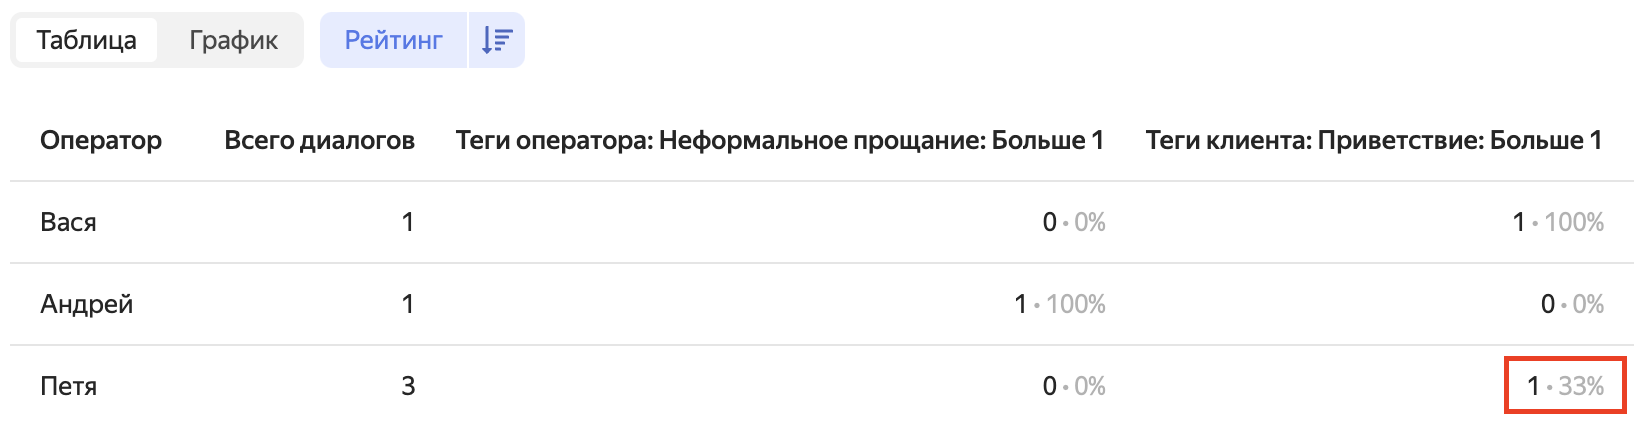 Таблица График Рейтинг
Оператор Всего диалогов Теги оператора: Неформальное прощание: Больше 1 Теги клиента: Приветствие: Больше 1
Вася 1 0 • 0% 1 • 100%
Андрей 1 1 • 100% 0 • 0%
Петя 3 0 • 0% 1 • 33%